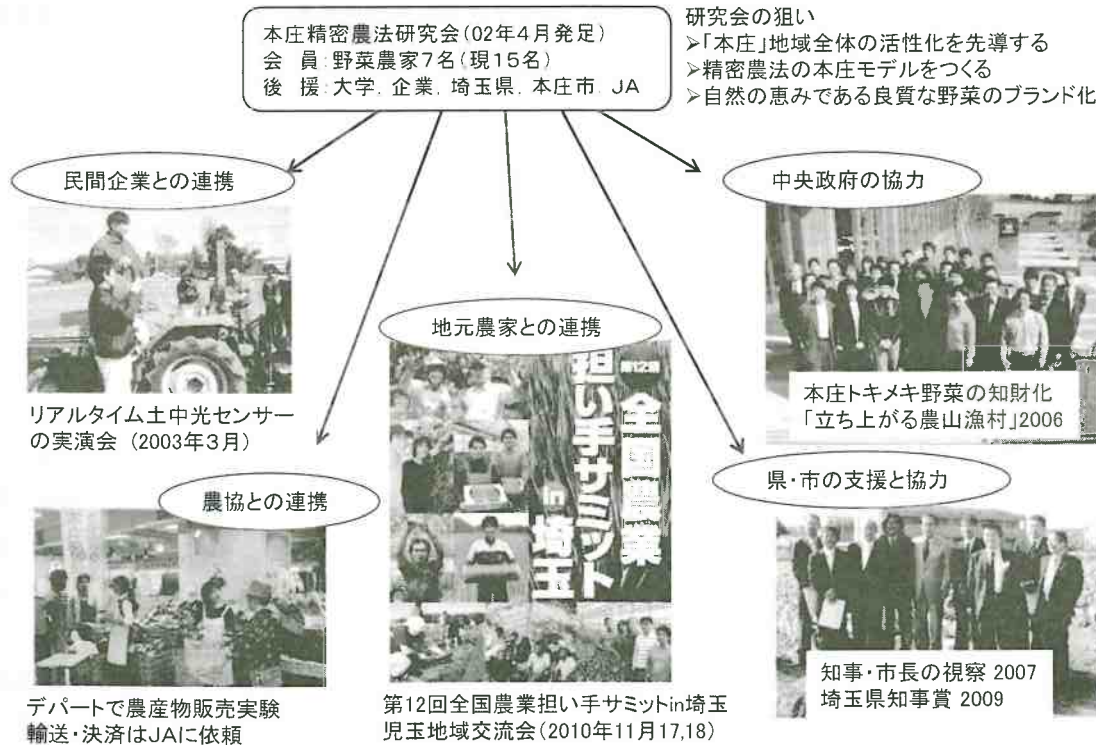 本庄精密農法研究会(02年4月発足)
会 員:野菜農家7名(現15名)
後 援:大学、企業、埼玉県、本庄市、JA
研究会の狙い
➢「本庄」地域全体の活性化を先導する
➢精密農法の本庄モデルをつくる
➢自然の恵みである良質な野菜のブランド化
民間企業との連携
リアルタイム土中光センサー
の実演会 (2003年3月)
農協との連携
デパートで農産物販売実験
輸送・決済はJAに依頼
地元農家との連携
第12回
全国農業
担い手サミット
in埼玉
第12回全国農業担い手サミットin埼玉
児玉地域交流会(2010年11月17,18)
中央政府の協力
本庄トキメキ野菜の知財化
「立ち上がる農山漁村」2006
県・市の支援と協力
知事・市長の視察 2007
埼玉県知事賞 2009